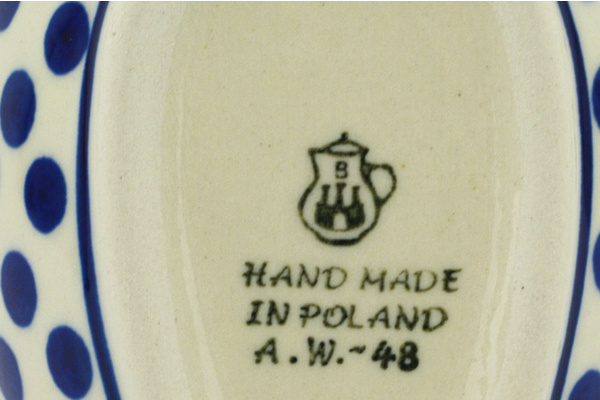 B
HAND MADE
IN POLAND
A.W.-48